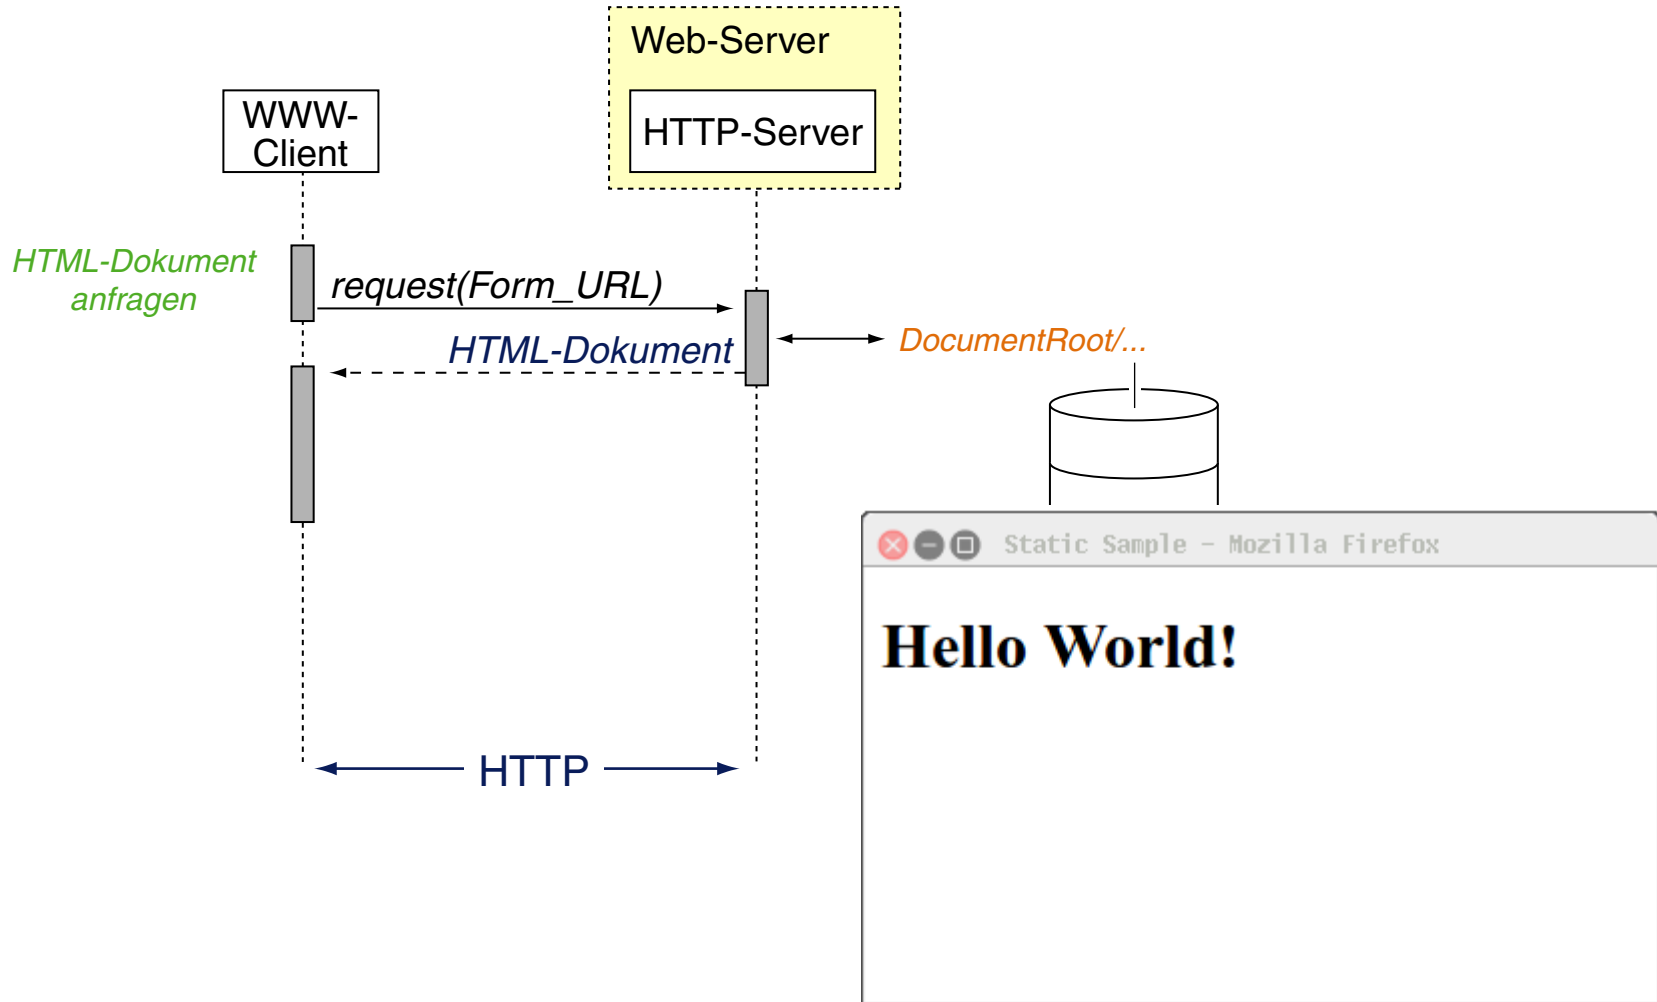 Web-Server
WWW-
Client
HTTP-Server
HTML-Dokument
anfragen
request(Form_URL)
HTML-Dokument
DocumentRoot/...
Static Sample - Mozilla Firefox
Hello World!
HTTP